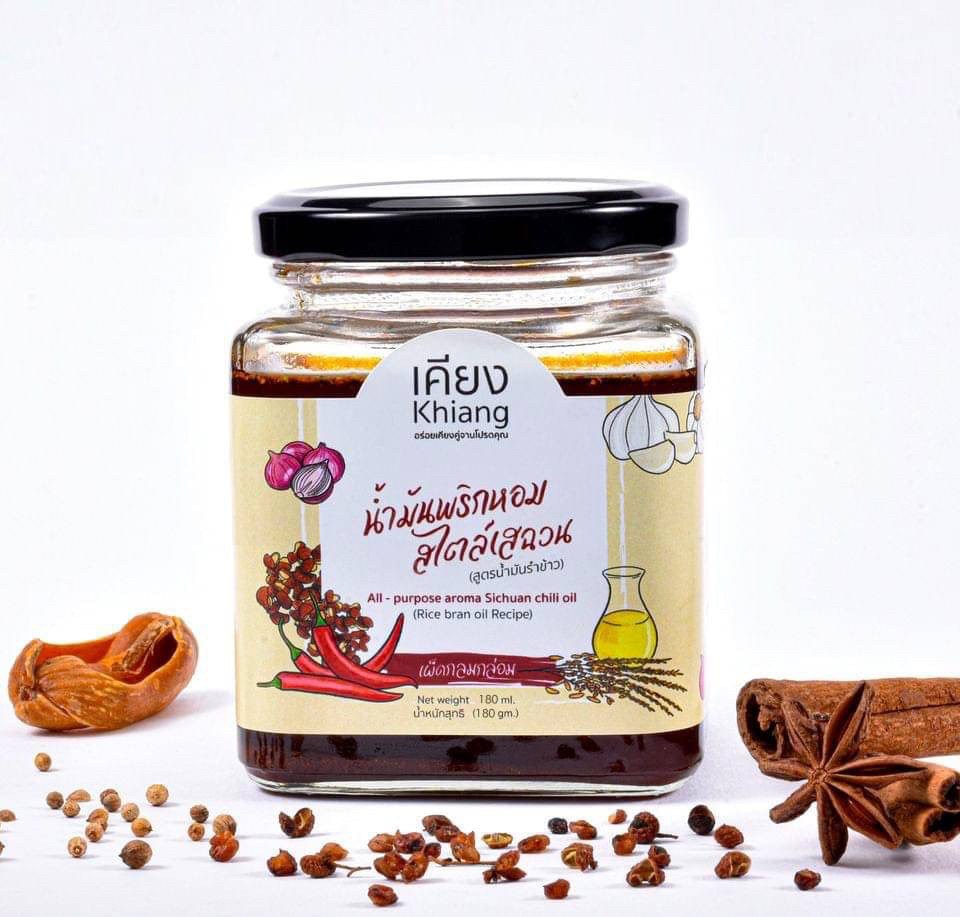 เคียง
Khiang
อร่อยเคียงคู่จานโปรดคุณ
น้ำมันพริกหอม
สไตล์เสฉวน
(สูตรน้ำมันรำข้าว)
All - purpose aroma Sichuan chili oil
(Rice bran oil Recipe)
เผ็ดกลมกล่อม
Net weight 180 ml.
น้ำหนักสุทธิ (180 gm.)